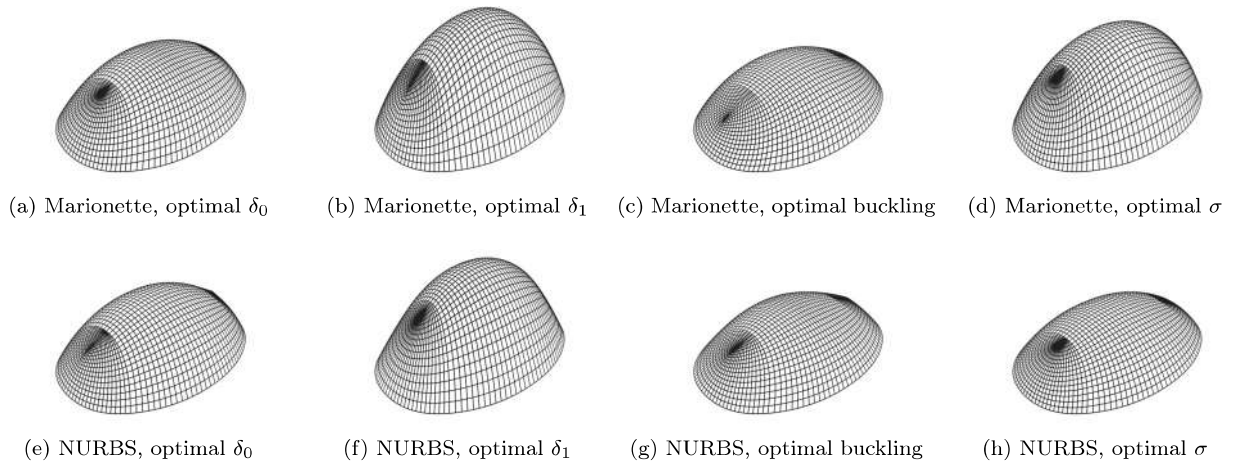 (a) Marionette, optimal δ₀
(b) Marionette, optimal δ₁
(c) Marionette, optimal buckling
(d) Marionette, optimal σ
(e) NURBS, optimal δ₀
(f) NURBS, optimal δ₁
(g) NURBS, optimal buckling
(h) NURBS, optimal σ